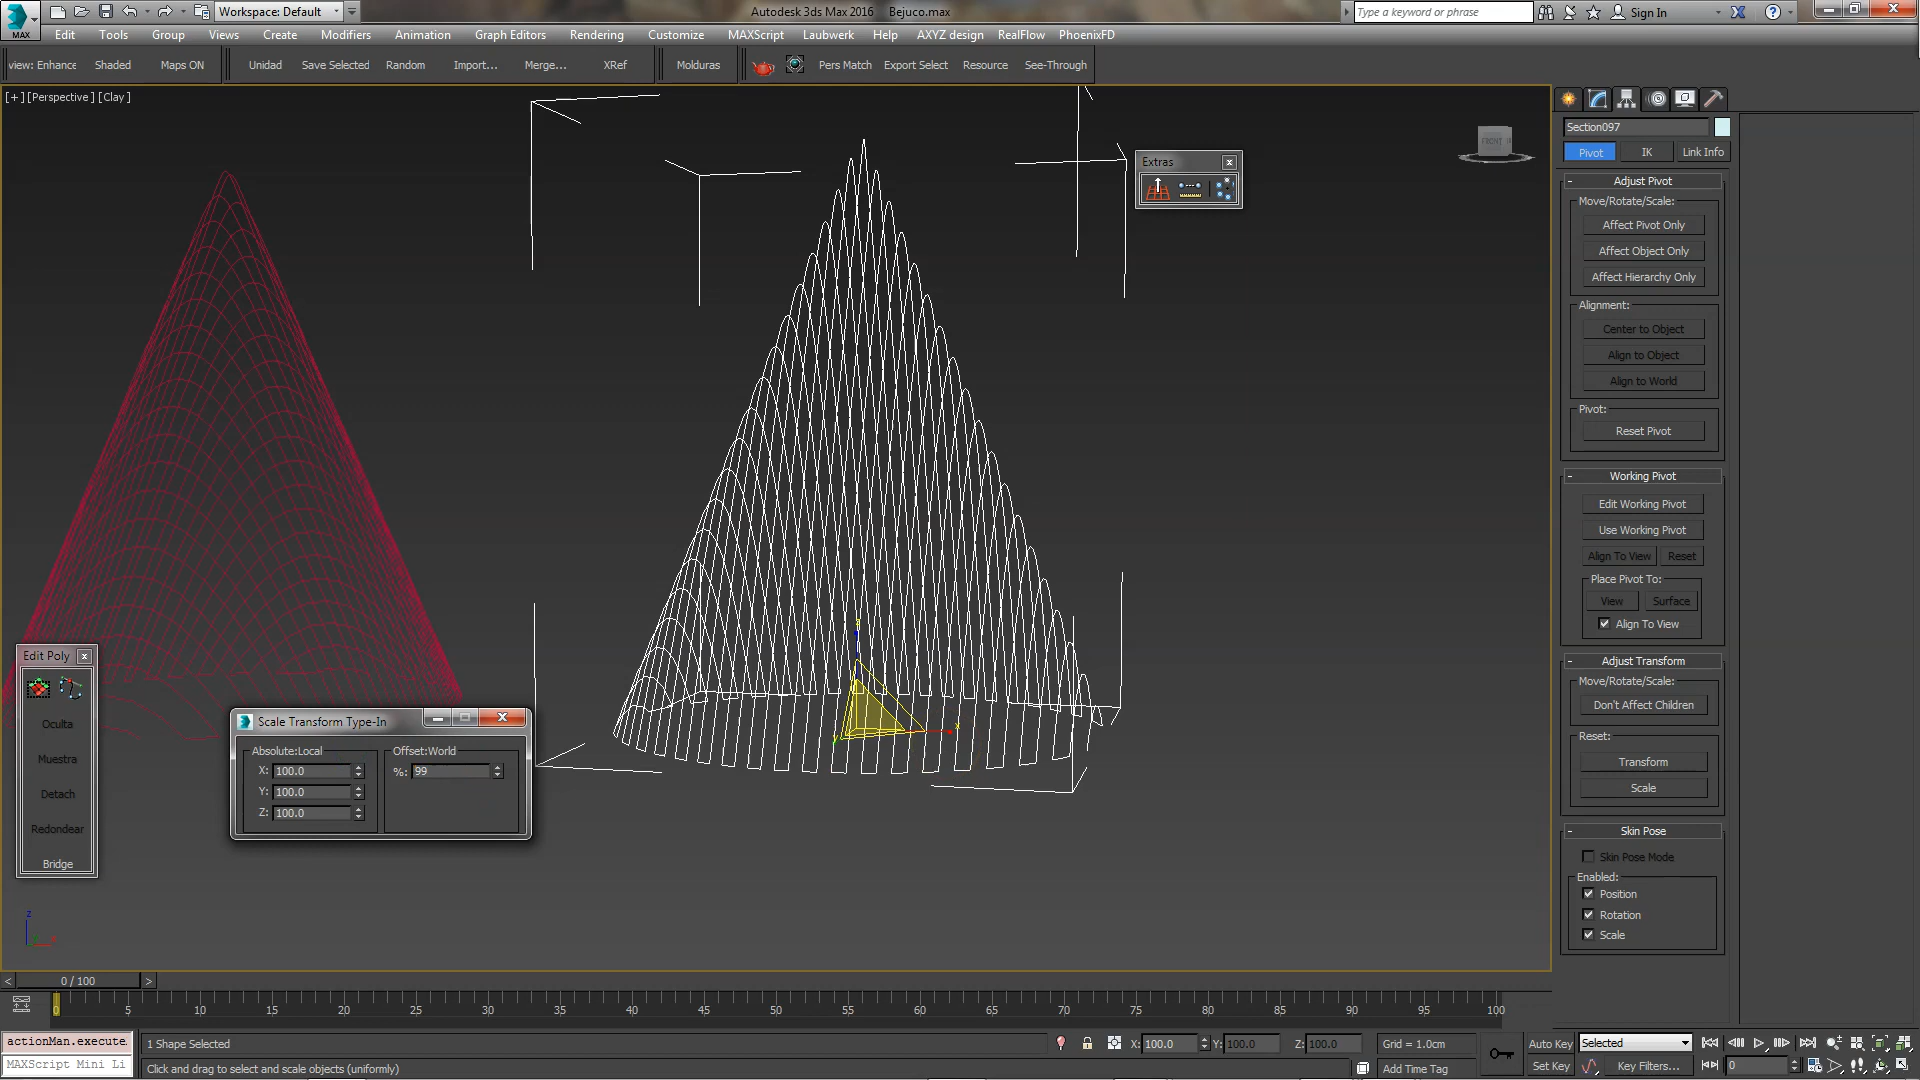 MAX
Workspace: Default
Autodesk 3ds Max 2016 Bejuco.max
Type a keyword or phrase
Sign In
Edit Tools Group Views Create Modifiers Animation Graph Editors Rendering Customize MAXScript Laubwerk Help AXYZ design RealFlow PhoenixFD
view: Enhance Shaded Maps ON Unidad Save Selected Random Import... Merge... XRef Molduras Pers Match Export Select Resource See-Through
[+] [Perspective] [Clay]
Extras
FRONT
Section097
Pivot IK Link Info
- Adjust Pivot
Move/Rotate/Scale:
Affect Pivot Only
Affect Object Only
Affect Hierarchy Only
Alignment:
Center to Object
Align to Object
Align to World
Pivot:
Reset Pivot
- Working Pivot
Edit Working Pivot
Use Working Pivot
Align To View Reset
Place Pivot To:
View Surface
Align To View
- Adjust Transform
Move/Rotate/Scale:
Don't Affect Children
Reset:
Transform
Scale
- Skin Pose
Skin Pose Mode
Enabled:
Position
Rotation
Scale
Edit Poly
Oculta
Muestra
Detach
Redondear
Bridge
Scale Transform Type-In
Absolute:Local Offset:World
X: 100.0 %: 99
Y: 100.0
Z: 100.0
z
x
y
z
< 0 / 100 >
0 5 10 15 20 25 30 35 40 45 50 55 60 65 70 75 80 85 90 95 100
actionMan.execute
MAXScript Mini Li
1 Shape Selected
Click and drag to select and scale objects (uniformly)
X: 100.0 Y: 100.0 Z: 100.0 Grid = 1.0cm
Add Time Tag
Auto Key Selected
Set Key Key Filters... 0